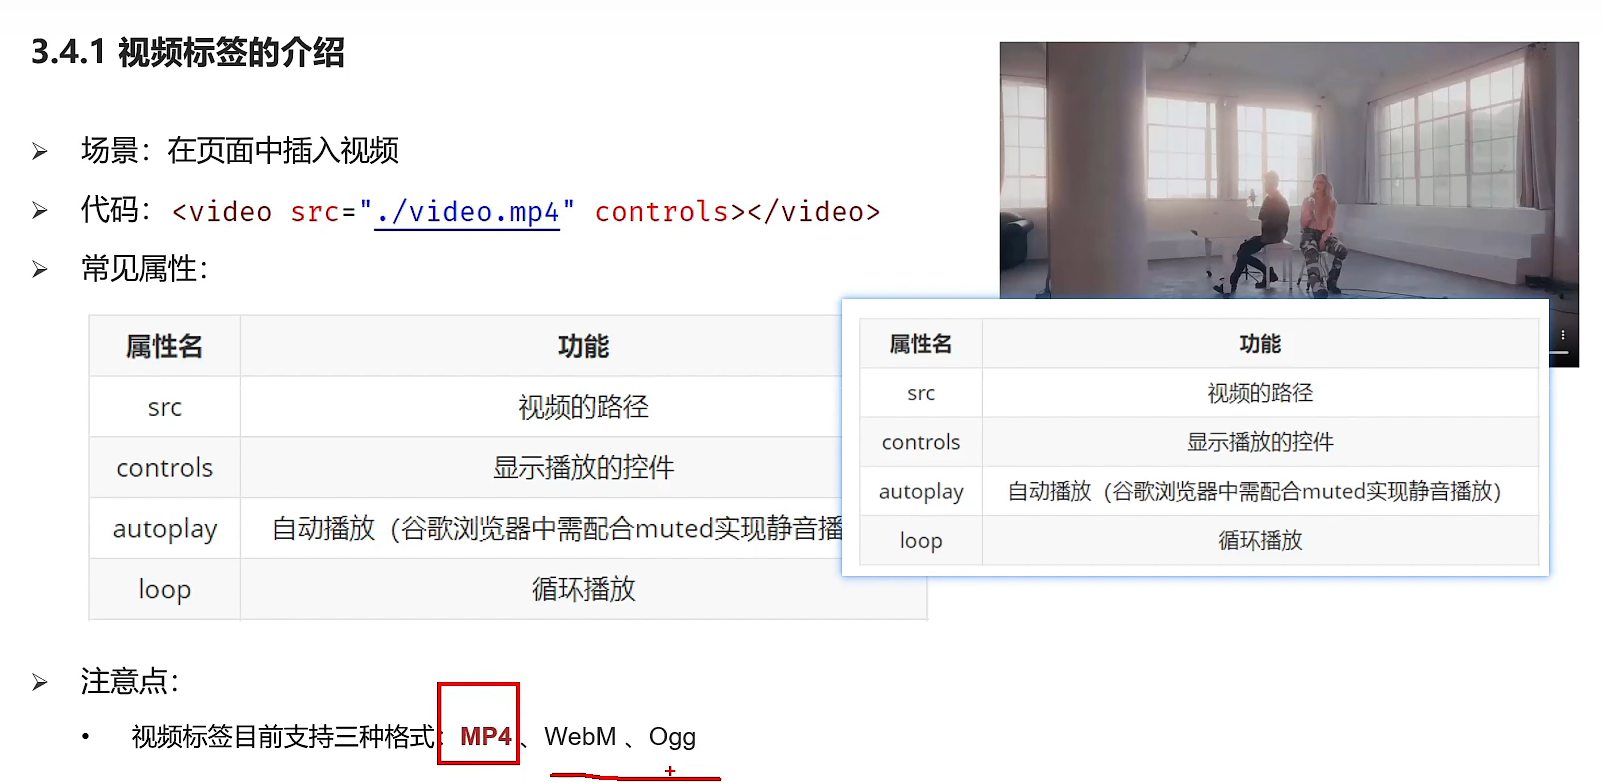 3.4.1 视频标签的介绍
场景：在页面中插入视频
代码：<video src="./video.mp4" controls></video>
常见属性：
属性名 功能
src 视频的路径
controls 显示播放的控件
autoplay 自动播放（谷歌浏览器中需配合muted实现静音播
loop 循环播放
属性名 功能
src 视频的路径
controls 显示播放的控件
autoplay 自动播放（谷歌浏览器中需配合muted实现静音播放）
loop 循环播放
注意点：
• 视频标签目前支持三种格式：MP4、WebM 、Ogg